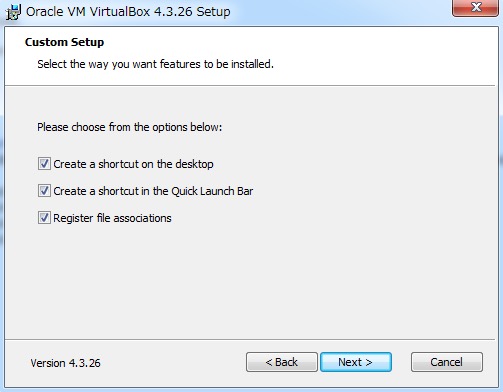 Oracle VM VirtualBox 4.3.26 Setup
Custom Setup
Select the way you want features to be installed.
Please choose from the options below:
Create a shortcut on the desktop
Create a shortcut in the Quick Launch Bar
Register file associations
Version 4.3.26
< Back
Next >
Cancel